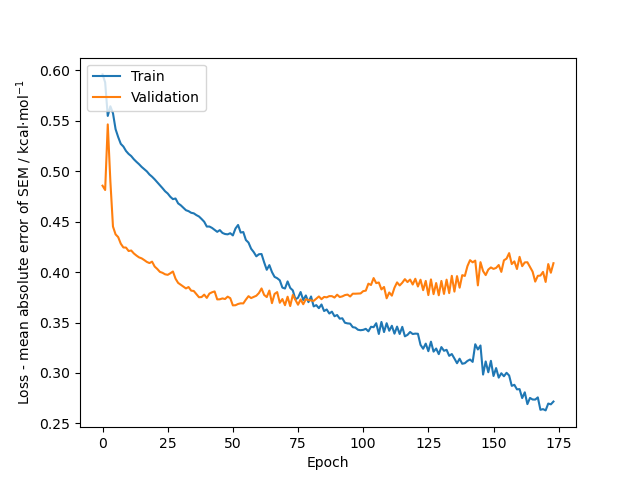 Train
Validation
0.60
0.55
0.50
0.45
0.40
0.35
0.30
0.25
Loss - mean absolute error of SEM / kcal·mol⁻¹
0 25 50 75 100 125 150 175
Epoch